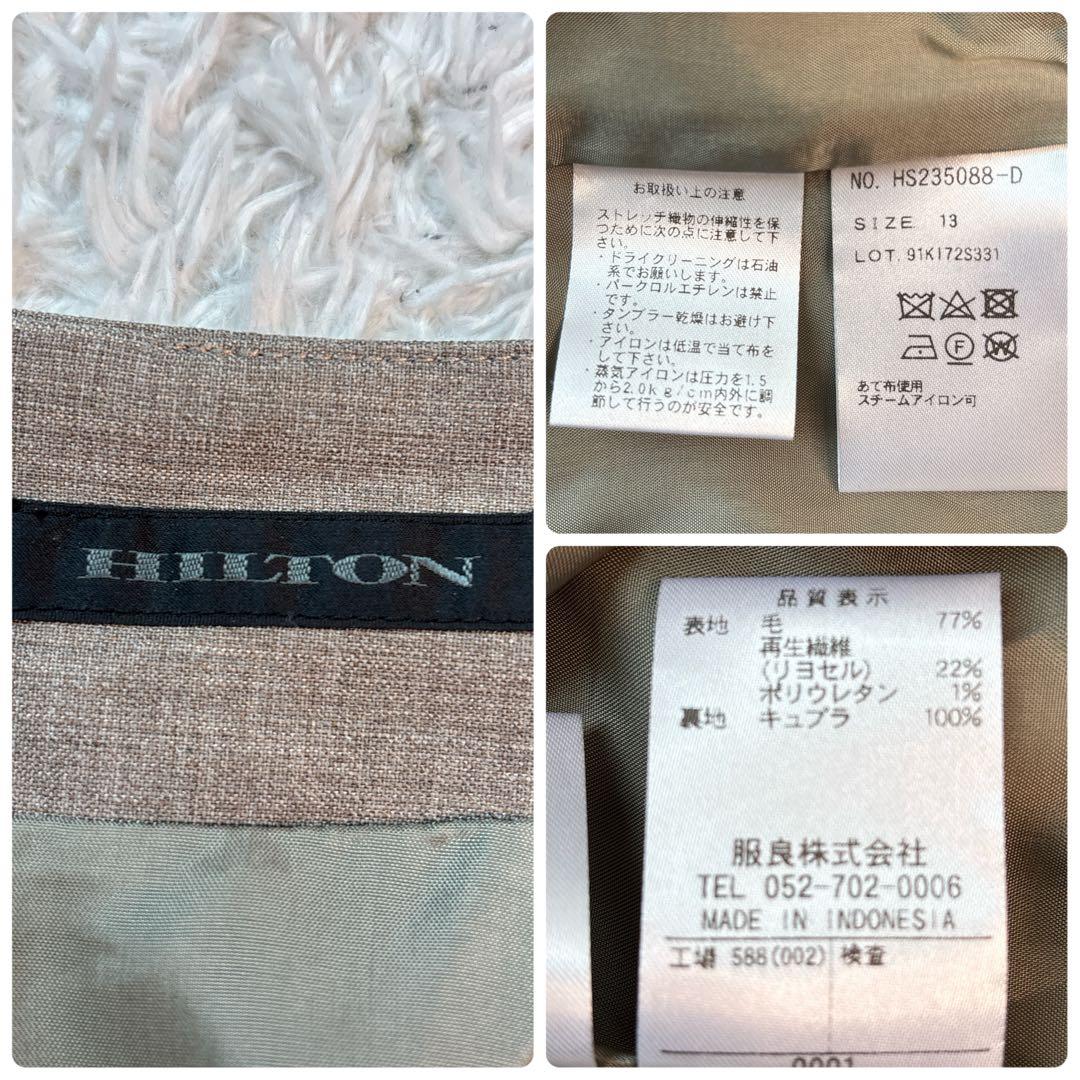 HILTON
お取扱い上の注意
ストレッチ織物の伸縮性を保
つために次の点に注意して下
さい。
・ドライクリーニングは石油
系でお願いします。
・パークロルエチレンは禁止
です。
・タンブラー乾燥はお避け下
さい。
・アイロンは低温で当て布を
して下さい。
・蒸気アイロンは圧力を1.5
から2.0kg/cm内外に調
節して行うのが安全です。
NO. HS235088-D
SIZE 13
LOT. 91K172S331
F W
あて布使用
スチームアイロン可
品質表示
表地 毛 77%
再生繊維
(リヨセル) 22%
ポリウレタン 1%
裏地 キュプラ 100%
服良株式会社
TEL 052-702-0006
MADE IN INDONESIA
工場 588(002) 検査
0001